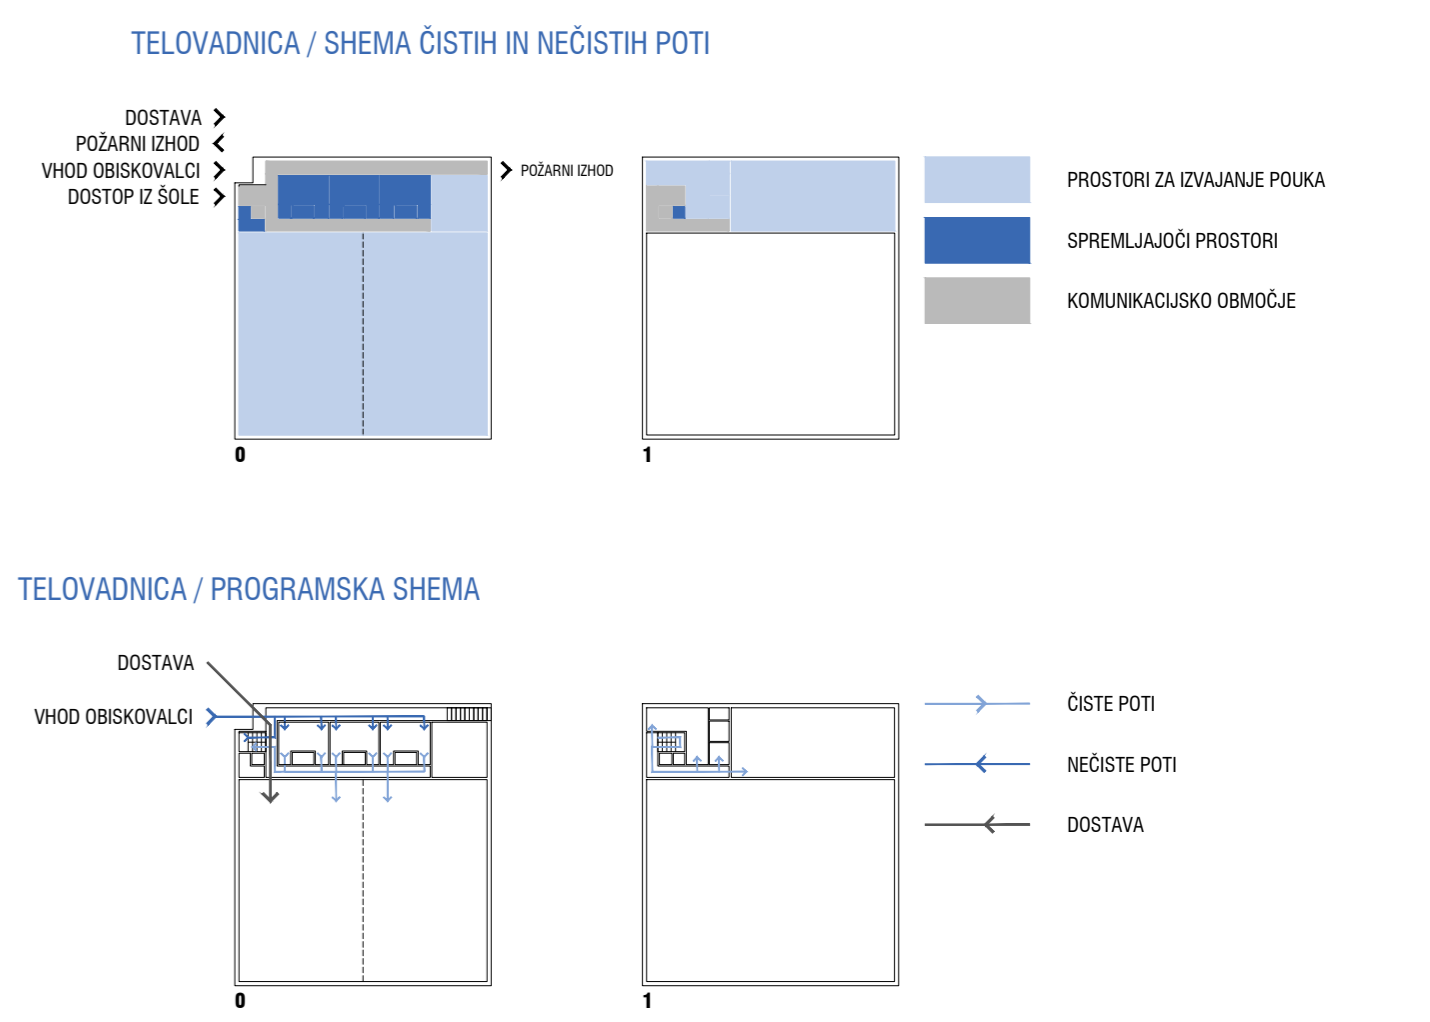 TELOVADNICA / SHEMA ČISTIH IN NEČISTIH POTI
DOSTAVA
POŽARNI IZHOD
VHOD OBISKOVALCI
DOSTOP IZ ŠOLE
POŽARNI IZHOD
0
1
PROSTORI ZA IZVAJANJE POUKA
SPREMLJAJOČI PROSTORI
KOMUNIKACIJSKO OBMOČJE
TELOVADNICA / PROGRAMSKA SHEMA
DOSTAVA
VHOD OBISKOVALCI
0
1
ČISTE POTI
NEČISTE POTI
DOSTAVA